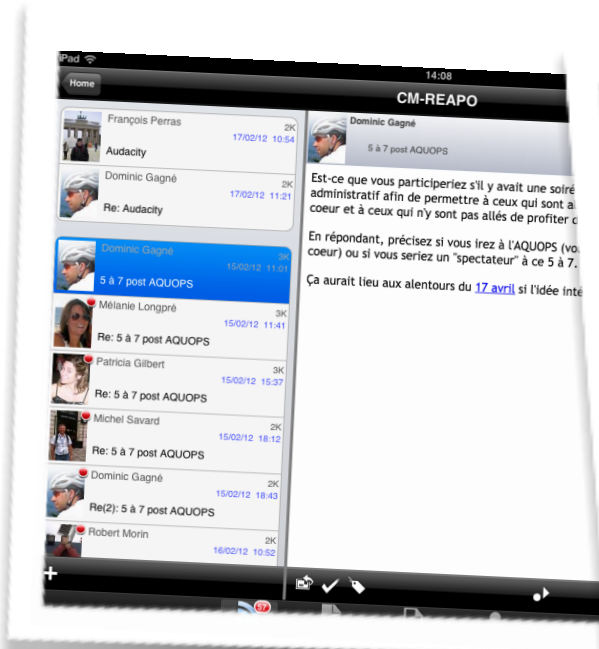 iPad
14:08
Home
CM-REAPO
François Perras
2K
17/02/12 10:54
Audacity
Dominic Gagné
2K
17/02/12 11:21
Re: Audacity
Dominic Gagné
3K
15/02/12 11:01
5 à 7 post AQUOPS
Mélanie Longpré
3K
15/02/12 11:41
Re: 5 à 7 post AQUOPS
Patricia Gilbert
3K
15/02/12 15:37
Re: 5 à 7 post AQUOPS
Michel Savard
2K
15/02/12 18:12
Re: 5 à 7 post AQUOPS
Dominic Gagné
2K
15/02/12 18:43
Re(2): 5 à 7 post AQUOPS
Robert Morin
2K
16/02/12 10:52
57
Dominic Gagné
5 à 7 post AQUOPS
Est-ce que vous participeriez s'il y avait une soiré
administratif afin de permettre à ceux qui sont a
coeur et à ceux qui n'y sont pas allés de profiter
En répondant, précisez si vous irez à l'AQUOPS (vo
coeur) ou si vous seriez un "spectateur" à ce 5 à 7.
Ça aurait lieu aux alentours du 17 avril si l'idée inté